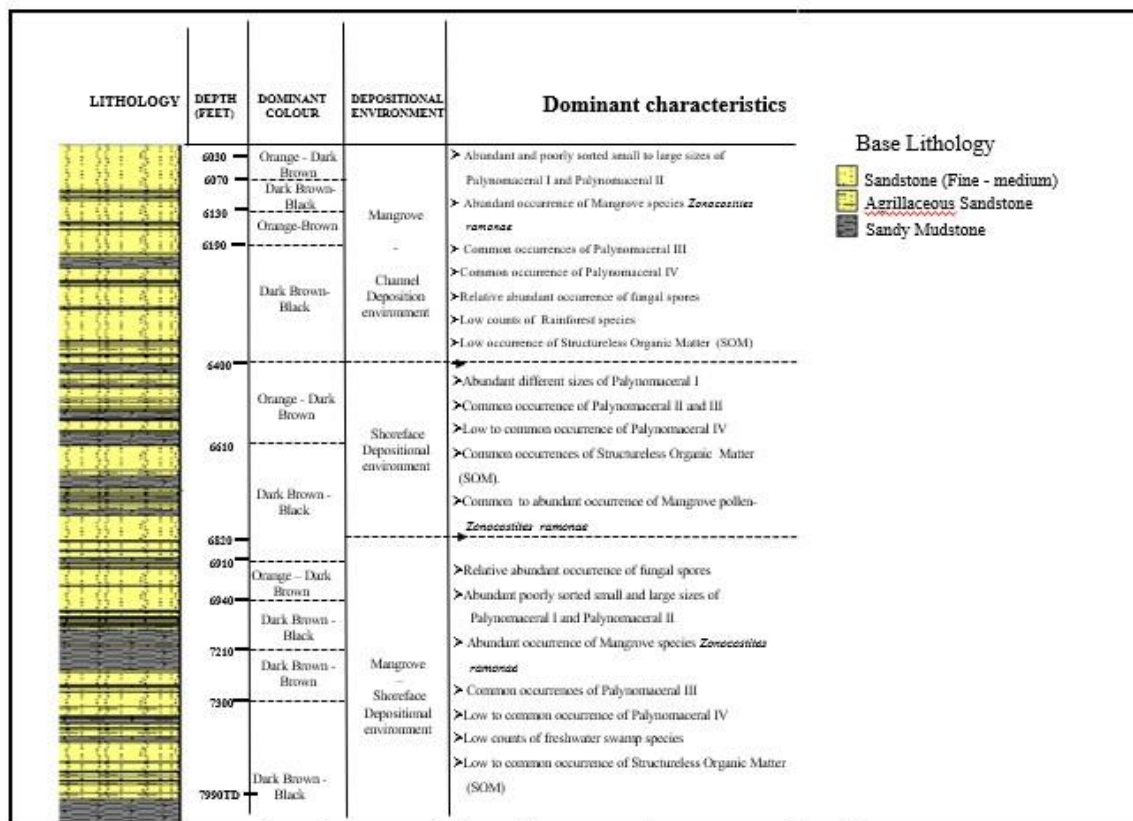 LITHOLOGY
DEPTH
(FEET)
DOMINANT
COLOUR
DEPOSITIONAL
ENVIRONMENT
Dominant characteristics
6030
6070
6130
6190
6400
6610
6820
6910
6940
7210
7300
7990TD
Orange - Dark
Brown
Dark Brown-
Black
Orange-Brown
Dark Brown-
Black
Orange - Dark
Brown
Dark Brown -
Black
Orange – Dark
Brown
Dark Brown -
Black
Dark Brown -
Brown
Dark Brown -
Black
Mangrove
-
Channel
Deposition
environment
Shoreface
Depositional
environment
Mangrove
–
Shoreface
Depositional
environment
➤ Abundant and poorly sorted small to large sizes of
Palynomaceral I and Palynomaceral II
➤ Abundant occurrence of Mangrove species Zonocostites
ramonae
➤ Common occurrences of Palynomaceral III
➤Common occurrence of Palynomaceral IV
➤Relative abundant occurrence of fungal spores
➤Low counts of Rainforest species
➤Low occurrence of Structureless Organic Matter (SOM)
➤Abundant different sizes of Palynomaceral I
➤Common occurrence of Palynomaceral II and III
➤Low to common occurrence of Palynomaceral IV
➤Common occurrences of Structureless Organic Matter
(SOM).
➤Common to abundant occurrence of Mangrove pollen-
Zonocostites ramonae
➤Relative abundant occurrence of fungal spores
➤Abundant poorly sorted small and large sizes of
Palynomaceral I and Palynomaceral II
➤ Abundant occurrence of Mangrove species Zonocostites
ramonae
➤ Common occurrences of Palynomaceral III
➤Low to common occurrence of Palynomaceral IV
➤Low counts of freshwater swamp species
➤Low to common occurrence of Structureless Organic Matter
(SOM)
Base Lithology
Sandstone (Fine - medium)
Agrillaceous Sandstone
Sandy Mudstone